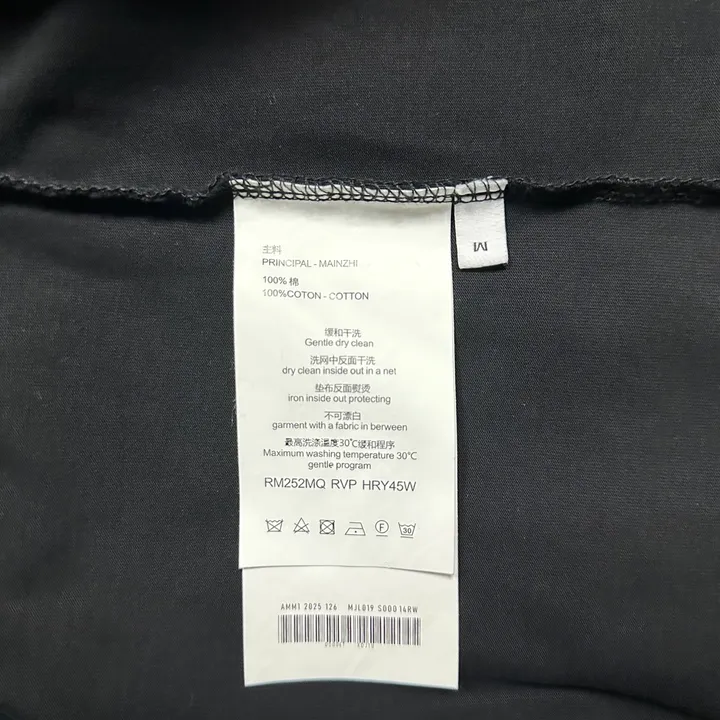 主料
PRINCIPAL - MAINZHI
100% 棉
100%COTON - COTTON
缓和干洗
Gentle dry clean
洗网中反面干洗
dry clean inside out in a net
垫布反面熨烫
iron inside out protecting
不可漂白
garment with a fabric in berween
最高洗涤温度30℃缓和程序
Maximum washing temperature 30℃
gentle program
RM252MQ RVP HRY45W
F
30
M
AMM1 2025 126 MJL019 S000 14RW